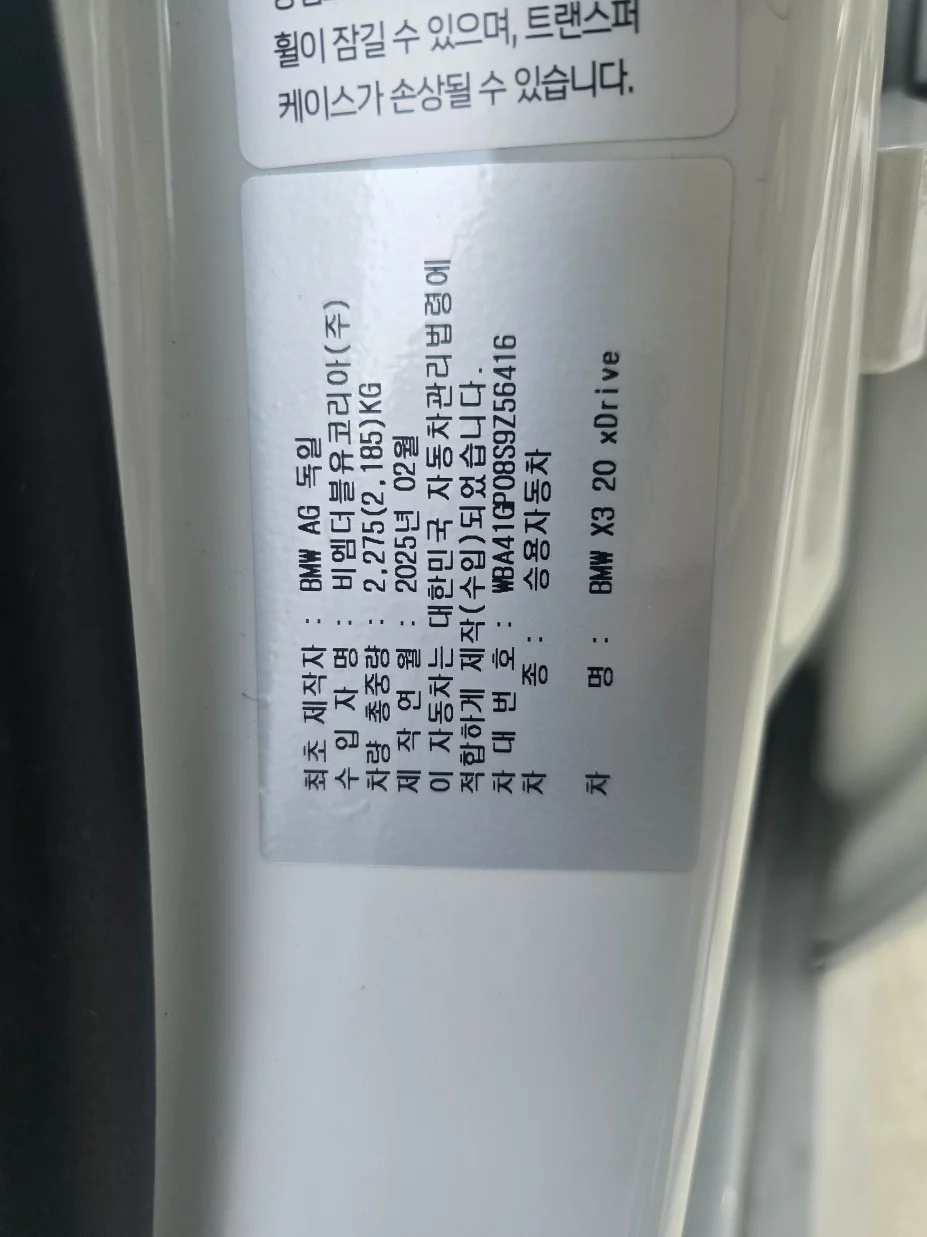 휠이 잠길 수 있으며, 트랜스퍼
케이스가 손상될 수 있습니다.
최초 제작자 : BMW AG 독일
수 입 자 명 : 비엠더블유코리아(주)
차량 총중량 : 2,275(2,185)KG
제 작 연 월 : 2025년 02월
이 자동차는 대한민국 자동차관리법령에
적합하게 제작(수입)되었습니다.
차 대 번 호 : WBA41GP08S9Z56416
차 종 : 승용자동차
차 명 : BMW X3 20 xDrive